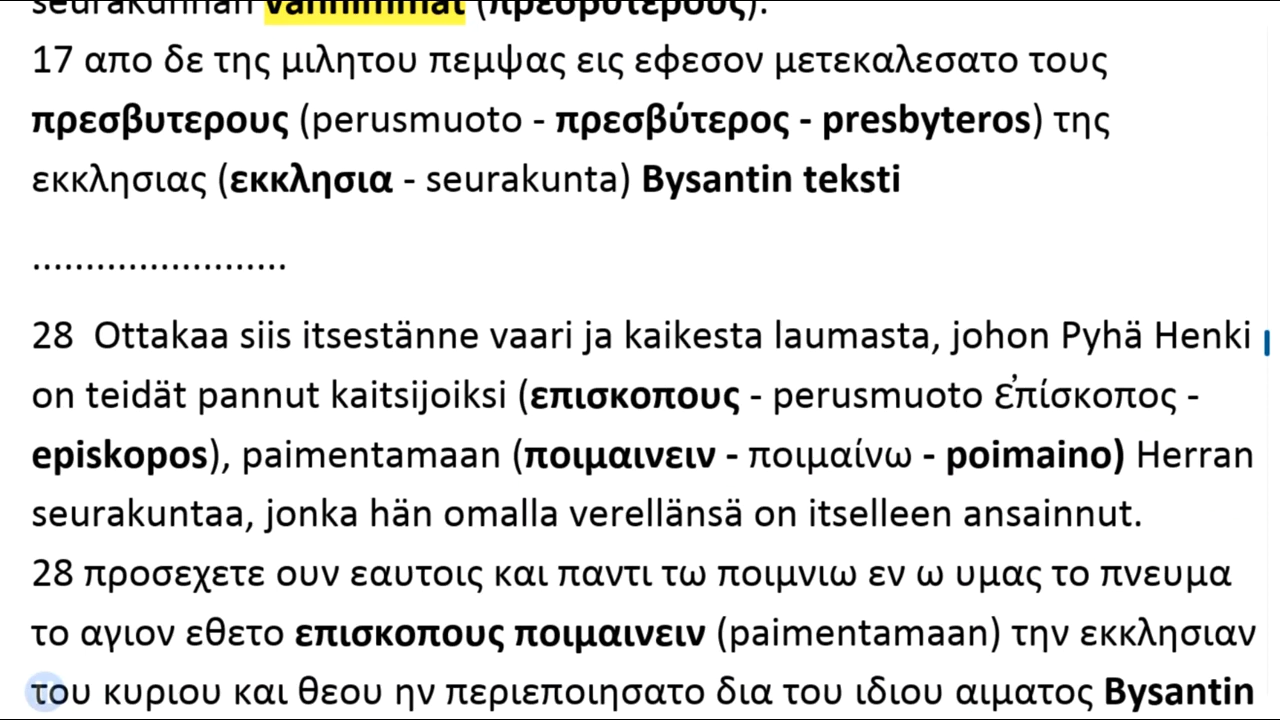 seurakunnan vanhimmat (πρεσβυτερους).
17 απο δε της μιλητου πεμψας εις εφεσον μετεκαλεσατο τους
πρεσβυτερους (perusmuoto - πρεσβύτερος - presbyteros) της
εκκλησιας (εκκλησια - seurakunta) Bysantin teksti
........................
28  Ottakaa siis itsestänne vaari ja kaikesta laumasta, johon Pyhä Henki
on teidät pannut kaitsijoiksi (επισκοπους - perusmuoto ἐπίσκοπος -
episkopos), paimentamaan (ποιμαινειν - ποιμαίνω - poimaino) Herran
seurakuntaa, jonka hän omalla verellänsä on itselleen ansainnut.
28 προσεχετε ουν εαυτοις και παντι τω ποιμνιω εν ω υμας το πνευμα
το αγιον εθετο επισκοπους ποιμαινειν (paimentamaan) την εκκλησιαν
του κυριου και θεου ην περιεποιησατο δια του ιδιου αιματος Bysantin